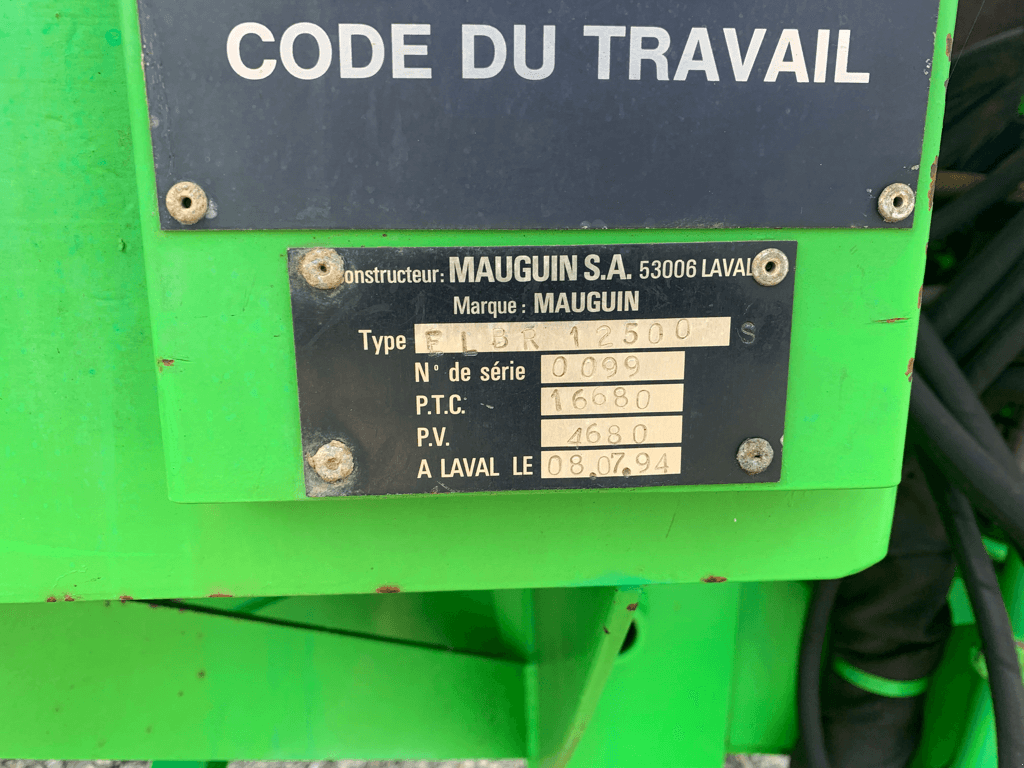 CODE DU TRAVAIL
onstructeur: MAUGUIN S.A. 53006 LAVAL
Marque: MAUGUIN
Type ELBR 12500 S
N° de série 0099
P.T.C. 16680
P.V. 4680
A LAVAL LE 08.07.94